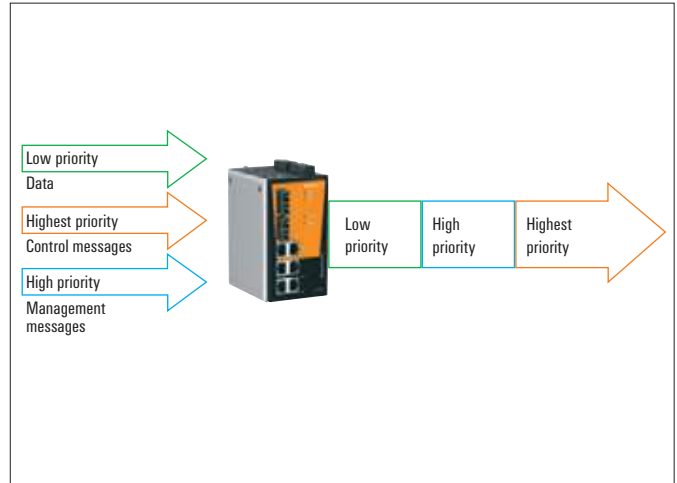 Low priority
Data
Highest priority
Control messages
High priority
Management
messages
Low
priority
High
priority
Highest
priority